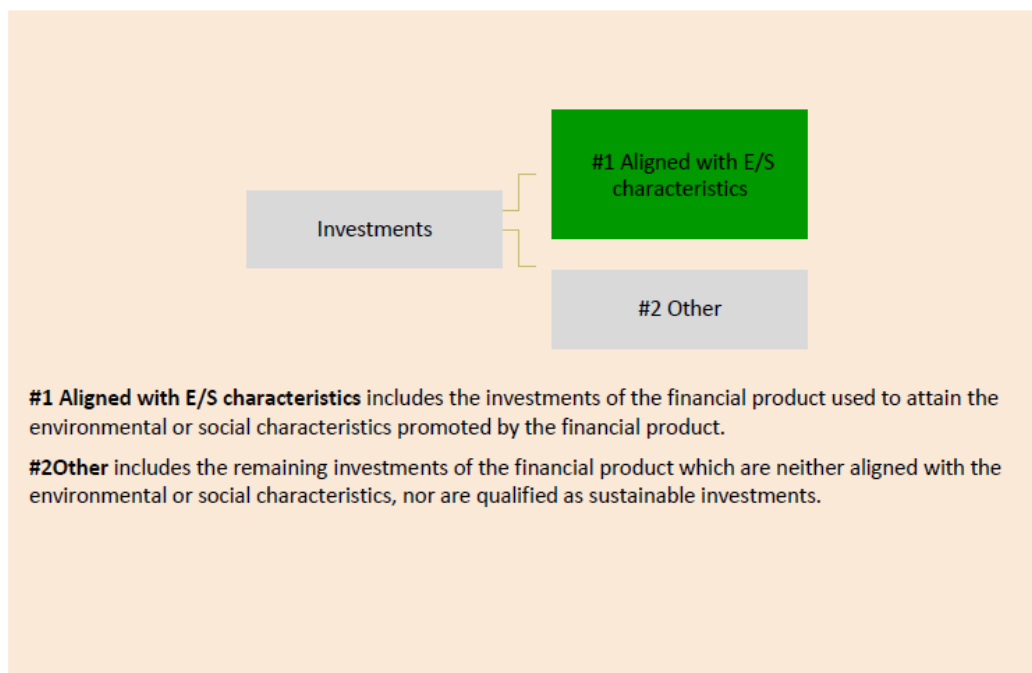 #1 Aligned with E/S
characteristics
Investments
#2 Other
#1 Aligned with E/S characteristics includes the investments of the financial product used to attain the
environmental or social characteristics promoted by the financial product.
#2Other includes the remaining investments of the financial product which are neither aligned with the
environmental or social characteristics, nor are qualified as sustainable investments.